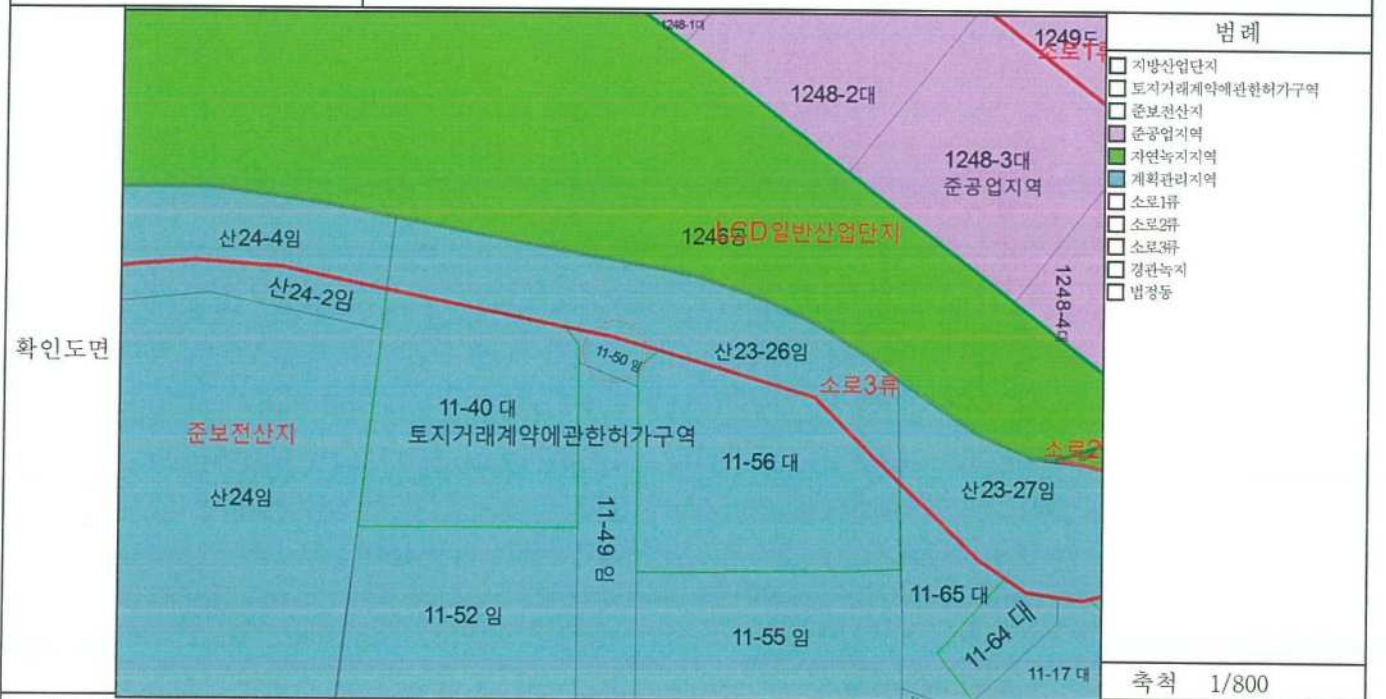 확인도면
1248-1대
1249도
소로1류
1248-2대
1248-3대
준공업지역
산24-4임
LCD일반산업단지
산24-2임
1248-4대
11-50 임
산23-26임
소로3류
11-40 대
토지거래계약에관한허가구역
준보전산지
11-56 대
소로2
산24임
산23-27임
11-49 임
11-65 대
11-52 임
11-55 임
11-64 대
11-17 대
범례
지방산업단지
토지거래계약에관한허가구역
준보전산지
준공업지역
자연녹지지역
계획관리지역
소로1류
소로2류
소로3류
경관녹지
법정동
축척 1/800